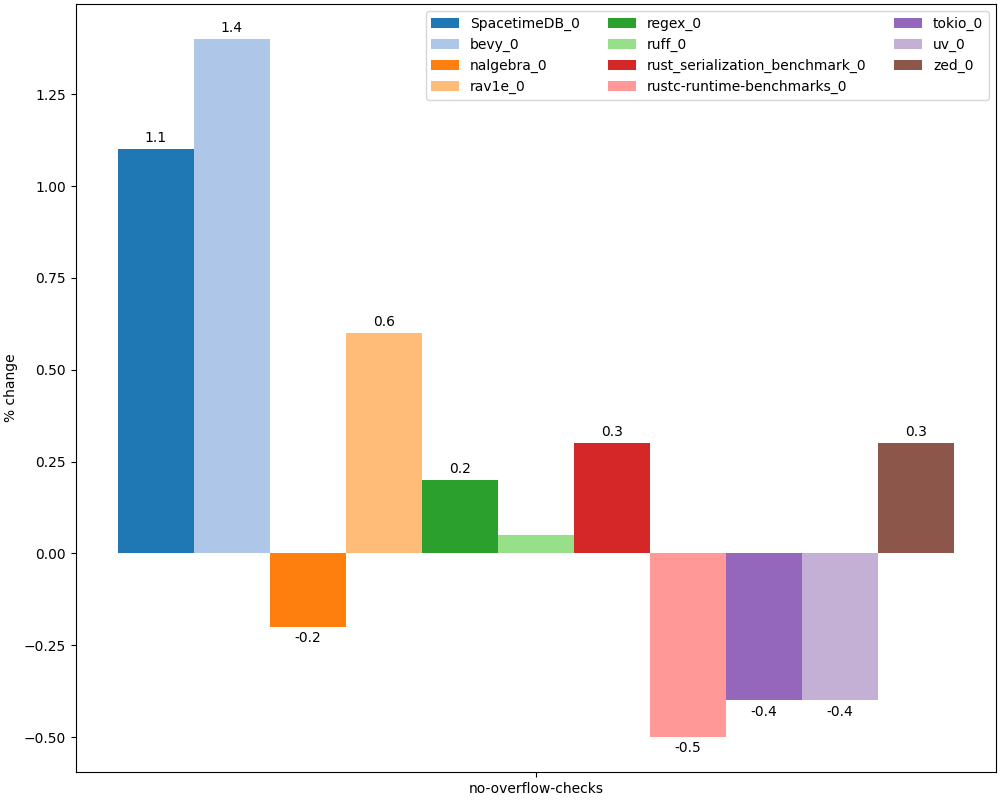 SpacetimeDB_0
bevy_0
nalgebra_0
rav1e_0
regex_0
ruff_0
rust_serialization_benchmark_0
rustc-runtime-benchmarks_0
tokio_0
uv_0
zed_0
% change
1.25
1.00
0.75
0.50
0.25
0.00
−0.25
−0.50
1.1
1.4
-0.2
0.6
0.2
0.3
-0.5
-0.4
-0.4
0.3
no-overflow-checks